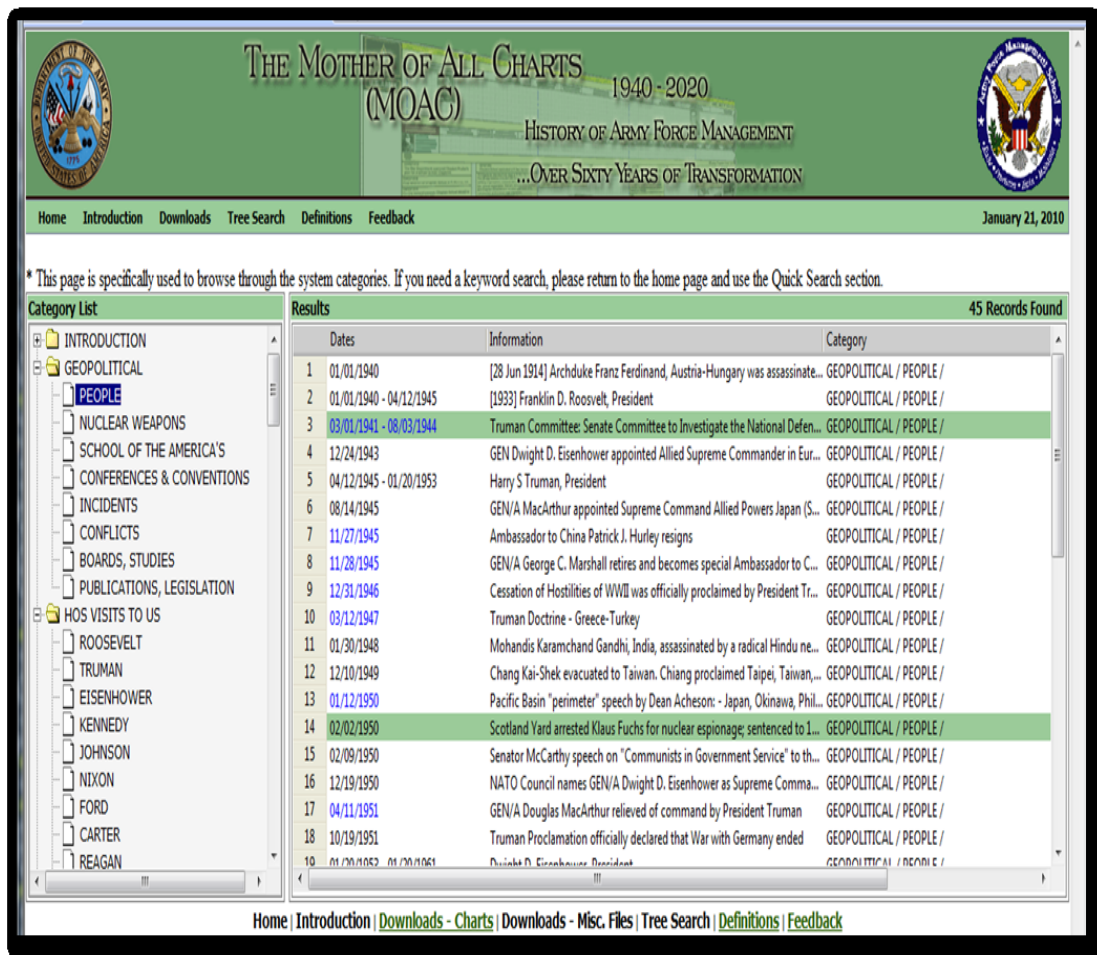 THE MOTHER OF ALL CHARTS
(MOAC)
1940 - 2020
HISTORY OF ARMY FORCE MANAGEMENT
...OVER SIXTY YEARS OF TRANSFORMATION
DEPARTMENT OF THE ARMY
UNITED STATES OF AMERICA
1775
Army Force Management School
Home Introduction Downloads Tree Search Definitions Feedback January 21, 2010
* This page is specifically used to browse through the system categories. If you need a keyword search, please return to the home page and use the Quick Search section.
Category List
INTRODUCTION
GEOPOLITICAL
PEOPLE
NUCLEAR WEAPONS
SCHOOL OF THE AMERICA'S
CONFERENCES & CONVENTIONS
INCIDENTS
CONFLICTS
BOARDS, STUDIES
PUBLICATIONS, LEGISLATION
HOS VISITS TO US
ROOSEVELT
TRUMAN
EISENHOWER
KENNEDY
JOHNSON
NIXON
FORD
CARTER
REAGAN
Results 45 Records Found
Dates Information Category
1 01/01/1940 [28 Jun 1914] Archduke Franz Ferdinand, Austria-Hungary was assassinate... GEOPOLITICAL / PEOPLE /
2 01/01/1940 - 04/12/1945 [1933] Franklin D. Roosvelt, President GEOPOLITICAL / PEOPLE /
3 03/01/1941 - 08/03/1944 Truman Committee: Senate Committee to Investigate the National Defen... GEOPOLITICAL / PEOPLE /
4 12/24/1943 GEN Dwight D. Eisenhower appointed Allied Supreme Commander in Eur... GEOPOLITICAL / PEOPLE /
5 04/12/1945 - 01/20/1953 Harry S Truman, President GEOPOLITICAL / PEOPLE /
6 08/14/1945 GEN/A MacArthur appointed Supreme Command Allied Powers Japan (S... GEOPOLITICAL / PEOPLE /
7 11/27/1945 Ambassador to China Patrick J. Hurley resigns GEOPOLITICAL / PEOPLE /
8 11/28/1945 GEN/A George C. Marshall retires and becomes special Ambassador to C... GEOPOLITICAL / PEOPLE /
9 12/31/1946 Cessation of Hostilities of WWII was officially proclaimed by President Tr... GEOPOLITICAL / PEOPLE /
10 03/12/1947 Truman Doctrine - Greece-Turkey GEOPOLITICAL / PEOPLE /
11 01/30/1948 Mohandis Karamchand Gandhi, India, assassinated by a radical Hindu ne... GEOPOLITICAL / PEOPLE /
12 12/10/1949 Chang Kai-Shek evacuated to Taiwan. Chiang proclaimed Taipei, Taiwan,... GEOPOLITICAL / PEOPLE /
13 01/12/1950 Pacific Basin "perimeter" speech by Dean Acheson: - Japan, Okinawa, Phil... GEOPOLITICAL / PEOPLE /
14 02/02/1950 Scotland Yard arrested Klaus Fuchs for nuclear espionage; sentenced to 1... GEOPOLITICAL / PEOPLE /
15 02/09/1950 Senator McCarthy speech on "Communists in Government Service" to th... GEOPOLITICAL / PEOPLE /
16 12/19/1950 NATO Council names GEN/A Dwight D. Eisenhower as Supreme Comma... GEOPOLITICAL / PEOPLE /
17 04/11/1951 GEN/A Douglas MacArthur relieved of command by President Truman GEOPOLITICAL / PEOPLE /
18 10/19/1951 Truman Proclamation officially declared that War with Germany ended GEOPOLITICAL / PEOPLE /
19 Dwight D. Eisenhower, President GEOPOLITICAL / PEOPLE /
Home | Introduction | Downloads - Charts | Downloads - Misc. Files | Tree Search | Definitions | Feedback